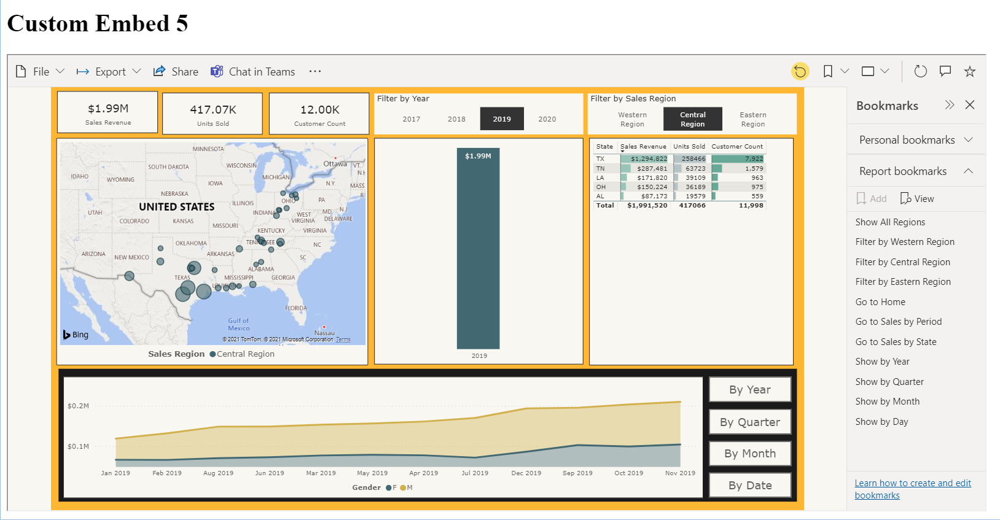 Custom Embed 5
File
Export
Share
Chat in Teams
$1.99M
Sales Revenue
417.07K
Units Sold
12.00K
Customer Count
Filter by Year
2017
2018
2019
2020
Filter by Sales Region
Western
Region
Central
Region
Eastern
Region
MINNESOTA
Ottawa
VT.
SOUTH DAKOTA
WISCONSIN
IDAHO
WYOMING
MICHIGAN
IOWA
N.Y.
MASS.
NEBRASKA
UNITED STATES
ILLINOIS
OHIO
PA
UTAH
INDIANA
WEST
VIRGINIA
MD
N.J.
DELAWARE
COLORADO
KANSAS
MISSOURI
KENTUCKY
VIRGINIA
OKLAHOMA
TENNESSEE
NC
ARIZONA
NEW MEXICO
ARKANSAS
SC
ALABAMA
TEXAS
MISSISSIPPI
GEORGIA
LOUISIANA
FLORIDA
Gulf of
Mexico
Nassau
Bing
© 2021 TomTom, © 2021 Microsoft Corporation Terms
Sales Region Central Region
$1.99M
2019
State Sales Revenue Units Sold Customer Count
TX $1,294,822 258466 7,922
TN $287,481 63723 1,579
LA $171,820 39109 963
OH $150,224 36189 975
AL $87,173 19579 559
Total $1,991,520 417066 11,998
$0.2M
$0.1M
Jan 2019 Feb 2019 Aug 2019 Jun 2019 Mar 2019 May 2019 Apr 2019 Jul 2019 Dec 2019 Sep 2019 Oct 2019 Nov 2019
Gender F M
By Year
By Quarter
By Month
By Date
Bookmarks
Personal bookmarks
Report bookmarks
Add
View
Show All Regions
Filter by Western Region
Filter by Central Region
Filter by Eastern Region
Go to Home
Go to Sales by Period
Go to Sales by State
Show by Year
Show by Quarter
Show by Month
Show by Day
Learn how to create and edit
bookmarks